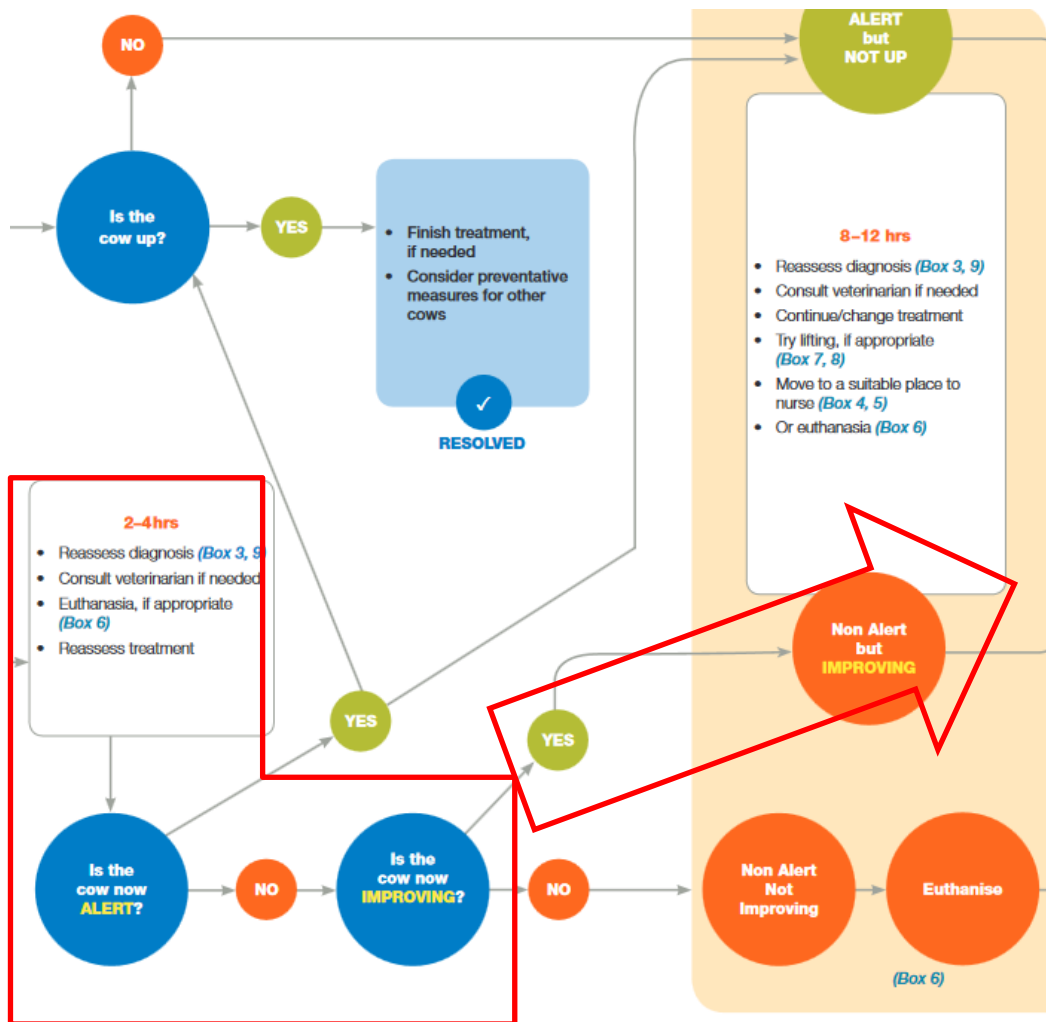 NO
ALERT
but
NOT UP
Is the
cow up?
YES
• Finish treatment,
if needed
• Consider preventative
measures for other
cows
✓
RESOLVED
8–12 hrs
• Reassess diagnosis (Box 3, 9)
• Consult veterinarian if needed
• Continue/change treatment
• Try lifting, if appropriate
(Box 7, 8)
• Move to a suitable place to
nurse (Box 4, 5)
• Or euthanasia (Box 6)
2–4hrs
• Reassess diagnosis (Box 3, 9
• Consult veterinarian if needed
• Euthanasia, if appropriate
(Box 6)
• Reassess treatment
Non Alert
but
IMPROVING
YES
YES
Is the
cow now
ALERT?
NO
Is the
cow now
IMPROVING?
NO
Non Alert
Not
Improving
Euthanise
(Box 6)